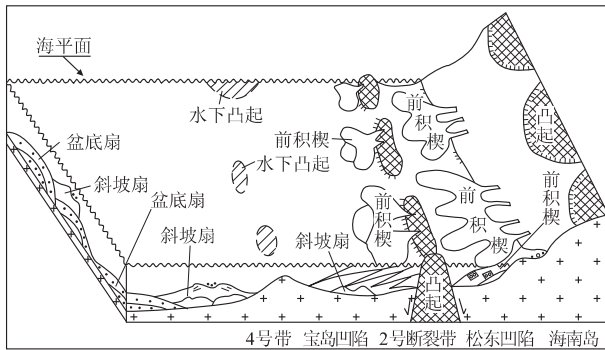 海平面
水下凸起
前积楔
前积楔
凸起
盆底扇
水下凸起
斜坡扇
盆底扇
前积楔
前积楔
前积楔
斜坡扇
斜坡扇
凸起
4号带 宝岛凹陷 2号断裂带 松东凹陷 海南岛